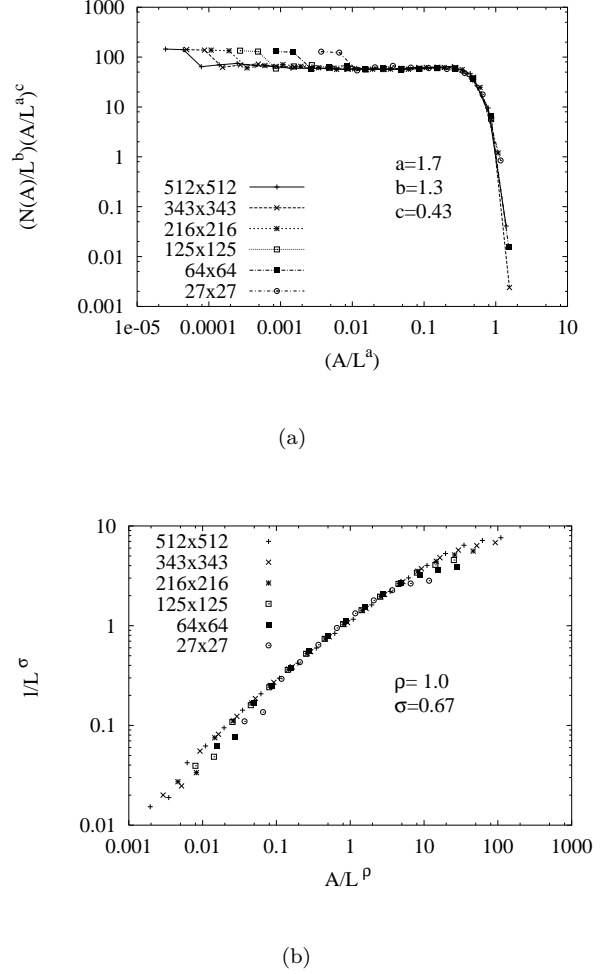 1000
100
10
1
0.1
0.01
0.001
(N(A)/L^b)(A/L^a)^c
512x512
343x343
216x216
125x125
64x64
27x27
a=1.7
b=1.3
c=0.43
1e-05 0.0001 0.001 0.01 0.1 1 10
(A/L^a)
(a)
10
1
0.1
0.01
l/L^σ
512x512
343x343
216x216
125x125
64x64
27x27
ρ= 1.0
σ=0.67
0.001 0.01 0.1 1 10 100 1000
A/L^ρ
(b)